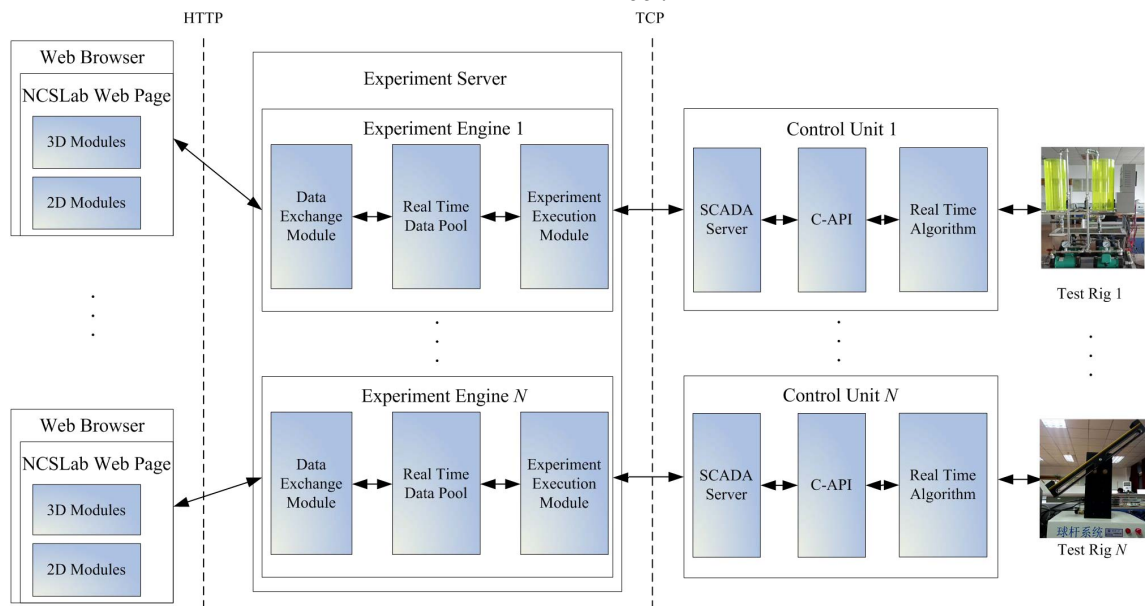 HTTP
TCP
Web Browser
NCSLab Web Page
3D Modules
2D Modules
Experiment Server
Experiment Engine 1
Data
Exchange
Module
Real Time
Data Pool
Experiment
Execution
Module
Control Unit 1
SCADA
Server
C-API
Real Time
Algorithm
Test Rig 1
Web Browser
NCSLab Web Page
3D Modules
2D Modules
Experiment Engine N
Data
Exchange
Module
Real Time
Data Pool
Experiment
Execution
Module
Control Unit N
SCADA
Server
C-API
Real Time
Algorithm
球杆系统
Test Rig N